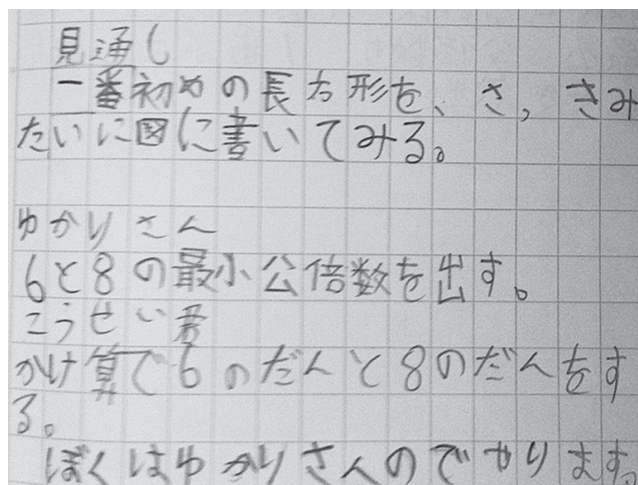 見通し
一番初めの長方形を、さ,きみ
たいに図に書いてみる。
ゆかりさん
6と8の最小公倍数を出す。
こうせい君
かけ算で6のだんと8のだんをす
る。
ぼくはゆかりさんのでやります。